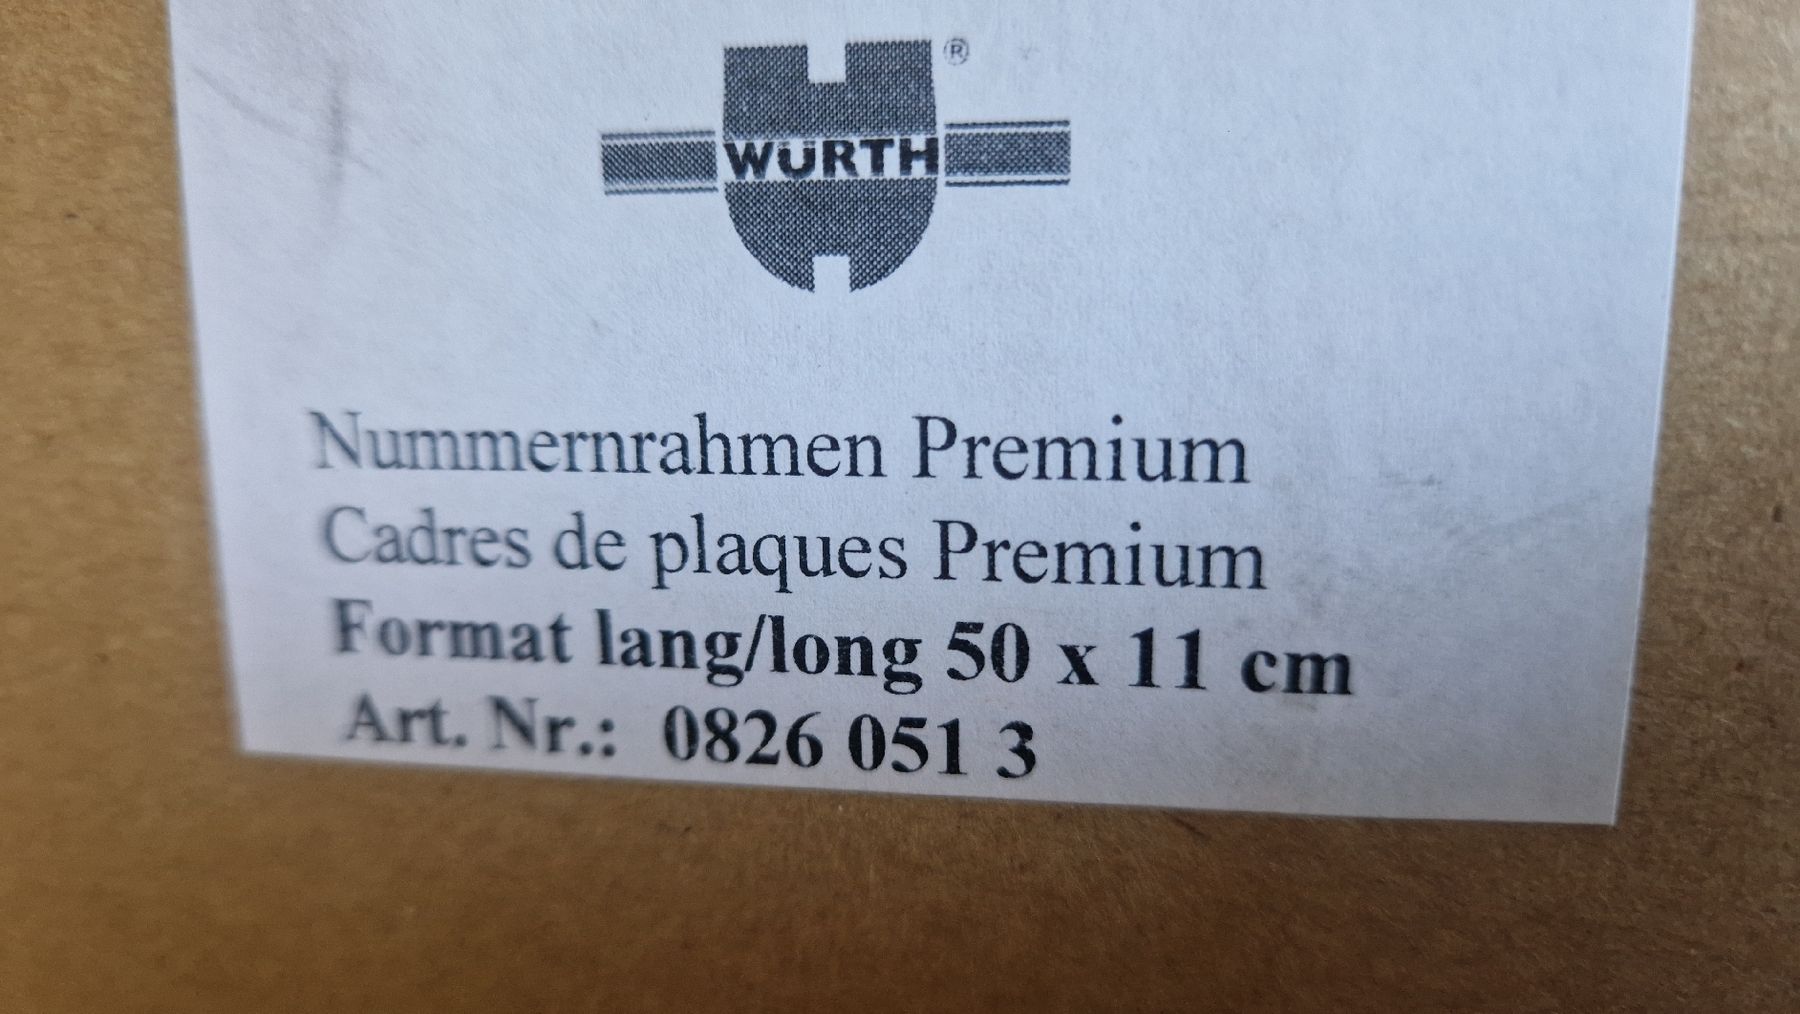 WÜRTH ®
Nummernrahmen Premium
Cadres de plaques Premium
Format lang/long 50 x 11 cm
Art. Nr.: 0826 051 3